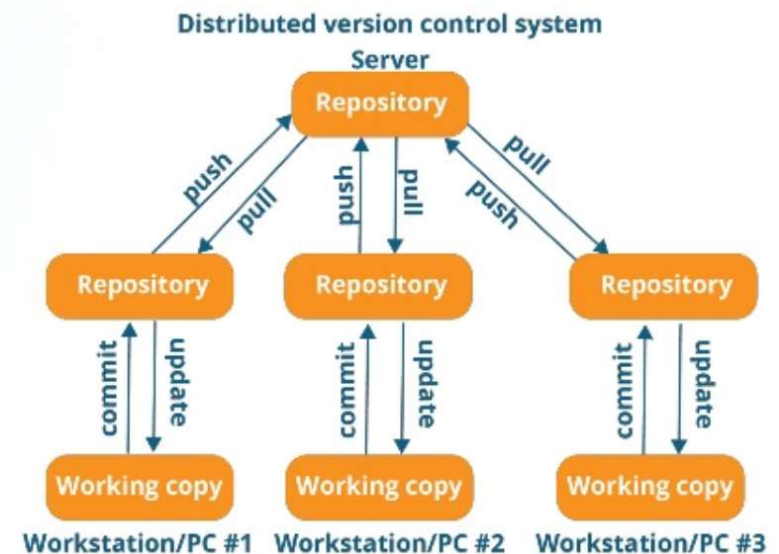 Distributed version control system
Server
Repository
push
pull
push
pull
push
pull
Repository
Repository
Repository
commit
update
commit
update
commit
update
Working copy
Working copy
Working copy
Workstation/PC #1
Workstation/PC #2
Workstation/PC #3